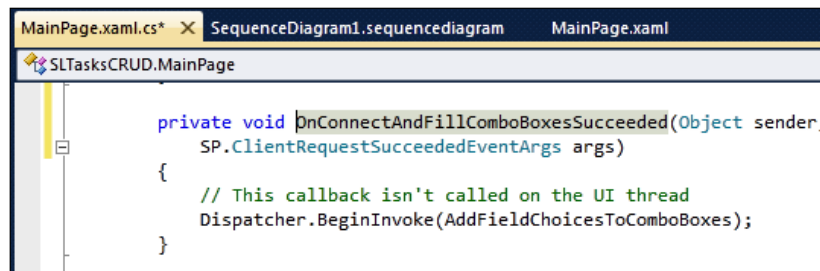 MainPage.xaml.cs* X SequenceDiagram1.sequencediagram MainPage.xaml
SLTasksCRUD.MainPage
private void OnConnectAndFillComboBoxesSucceeded(Object sender,
SP.ClientRequestSucceededEventArgs args)
{
// This callback isn't called on the UI thread
Dispatcher.BeginInvoke(AddFieldChoicesToComboBoxes);
}